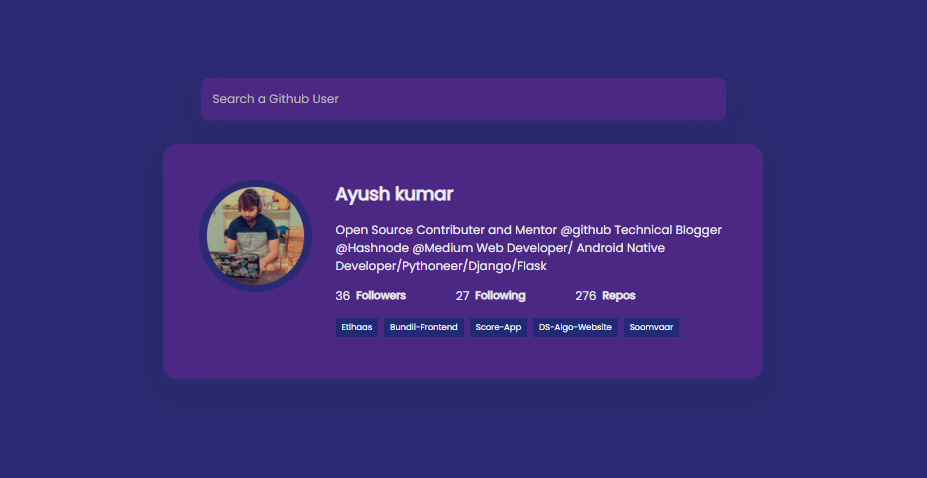 Search a Github User
Ayush kumar
Open Source Contributer and Mentor @github Technical Blogger
@Hashnode @Medium Web Developer/ Android Native
Developer/Pythoneer/Django/Flask
36 Followers 27 Following 276 Repos
Etihaas Bundli-Frontend Score-App DS-Algo-Website Soomvaar